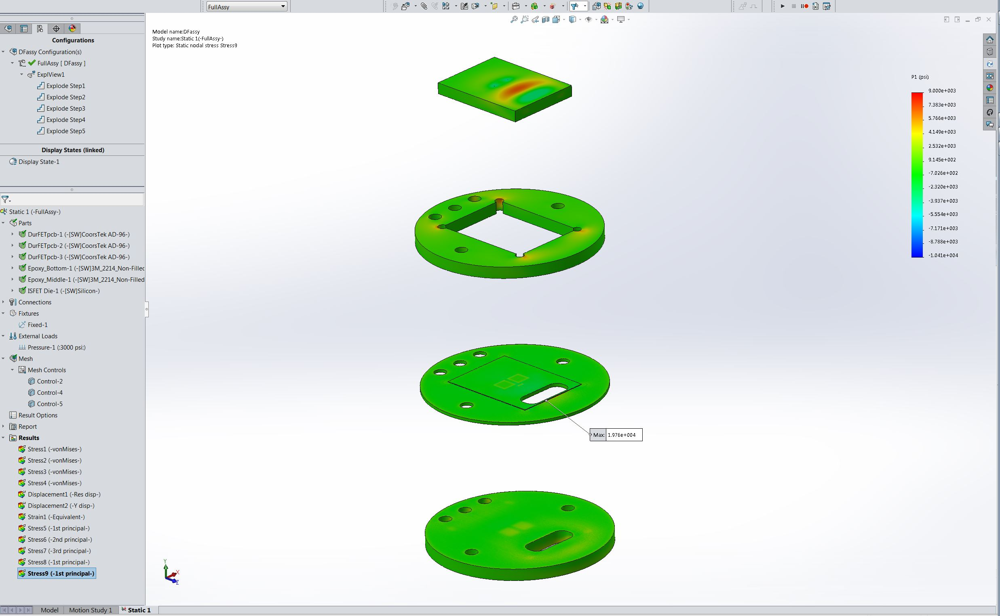 FullAssy
Configurations
DFassy Configuration(s)
FullAssy [ DFassy ]
ExplView1
Explode Step1
Explode Step2
Explode Step3
Explode Step4
Explode Step5
Display States (linked)
Display State-1
Static 1 (-FullAssy-)
Parts
DurFETpcb-1 (-[SW]CoorsTek AD-96-)
DurFETpcb-2 (-[SW]CoorsTek AD-96-)
DurFETpcb-3 (-[SW]CoorsTek AD-96-)
Epoxy_Bottom-1 (-[SW]3M_2214_Non-Filled
Epoxy_Middle-1 (-[SW]3M_2214_Non-Filled
ISFET Die-1 (-[SW]Silicon-)
Connections
Fixtures
Fixed-1
External Loads
Pressure-1 (:3000 psi:)
Mesh
Mesh Controls
Control-2
Control-4
Control-5
Result Options
Report
Results
Stress1 (-vonMises-)
Stress2 (-vonMises-)
Stress3 (-vonMises-)
Stress4 (-vonMises-)
Displacement1 (-Res disp-)
Displacement2 (-Y disp-)
Strain1 (-Equivalent-)
Stress5 (-1st principal-)
Stress6 (-2nd principal-)
Stress7 (-3rd principal-)
Stress8 (-1st principal-)
Stress9 (-1st principal-)
Model name:DFassy
Study name:Static 1(-FullAssy-)
Plot type: Static nodal stress Stress9
P1 (psi)
9.000e+003
7.383e+003
5.766e+003
4.149e+003
2.532e+003
9.145e+002
-7.026e+002
-2.320e+003
-3.937e+003
-5.554e+003
-7.171e+003
-8.788e+003
-1.041e+004
Max: 1.976e+004
Y
X
Z
Model Motion Study 1 Static 1